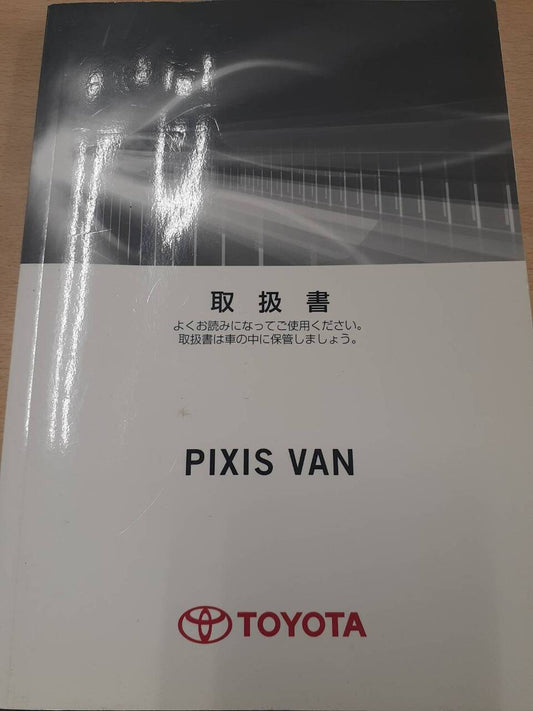 取扱書
よくお読みになってご使用ください。
取扱書は車の中に保管しましょう。
PIXIS VAN
TOYOTA